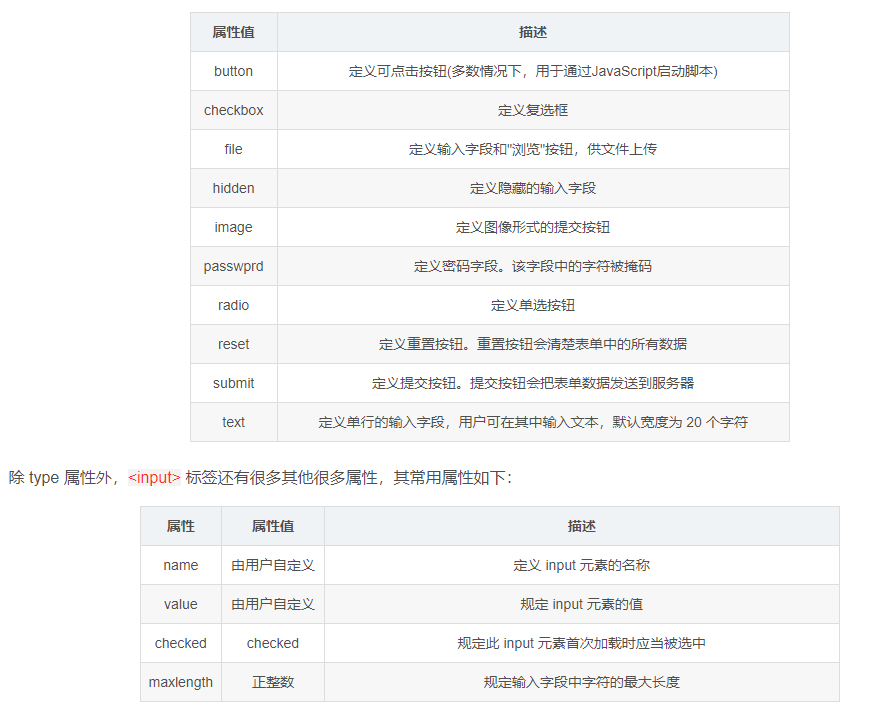 属性值 描述
button 定义可点击按钮(多数情况下，用于通过JavaScript启动脚本)
checkbox 定义复选框
file 定义输入字段和"浏览"按钮，供文件上传
hidden 定义隐藏的输入字段
image 定义图像形式的提交按钮
passwprd 定义密码字段。该字段中的字符被掩码
radio 定义单选按钮
reset 定义重置按钮。重置按钮会清楚表单中的所有数据
submit 定义提交按钮。提交按钮会把表单数据发送到服务器
text 定义单行的输入字段，用户可在其中输入文本，默认宽度为 20 个字符
除 type 属性外，<input> 标签还有很多其他很多属性，其常用属性如下：
属性 属性值 描述
name 由用户自定义 定义 input 元素的名称
value 由用户自定义 规定 input 元素的值
checked checked 规定此 input 元素首次加载时应当被选中
maxlength 正整数 规定输入字段中字符的最大长度